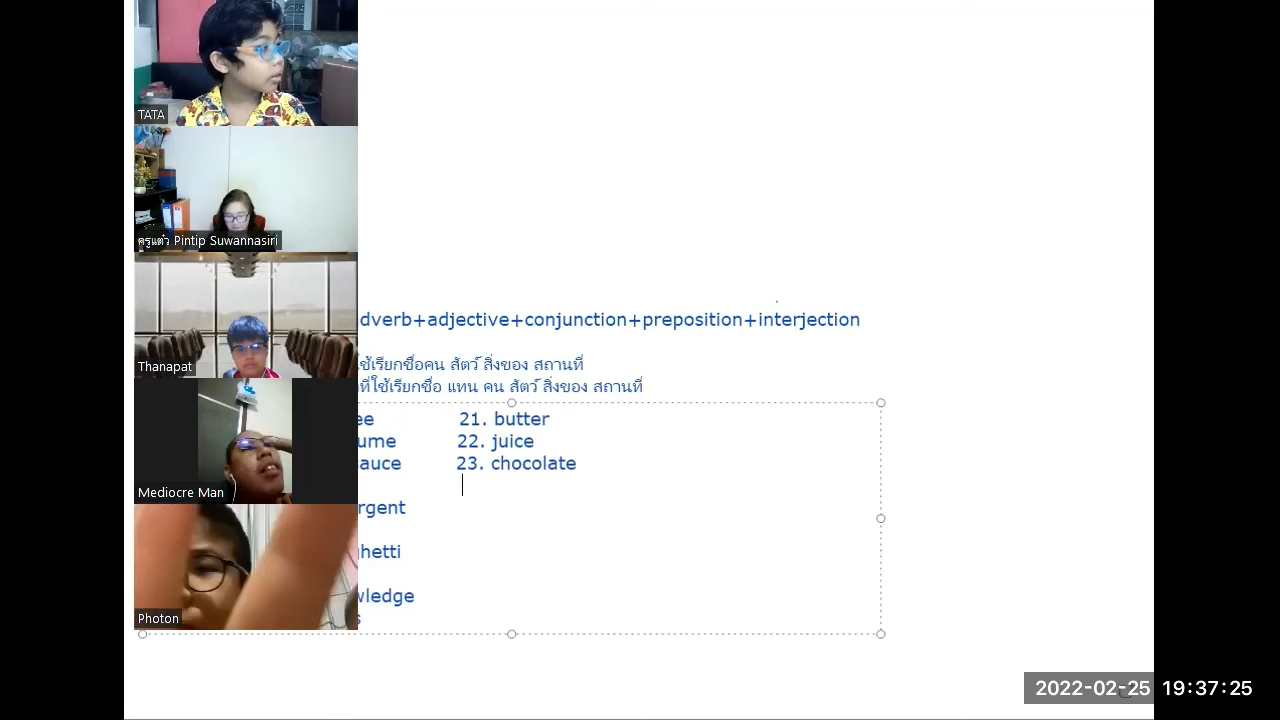 TATA
ครูแต๋ว Pintip Suwannasiri
Thanapat
Mediocre Man
Photon
dverb+adjective+conjunction+preposition+interjection
ใช้เรียกชื่อคน สัตว์ สิ่งของ สถานที่
ที่ใช้เรียกชื่อ แทน คน สัตว์ สิ่งของ สถานที่
ee 21. butter
ume 22. juice
sauce 23. chocolate
rgent
hetti
wledge
s
2022-02-25 19:37:25